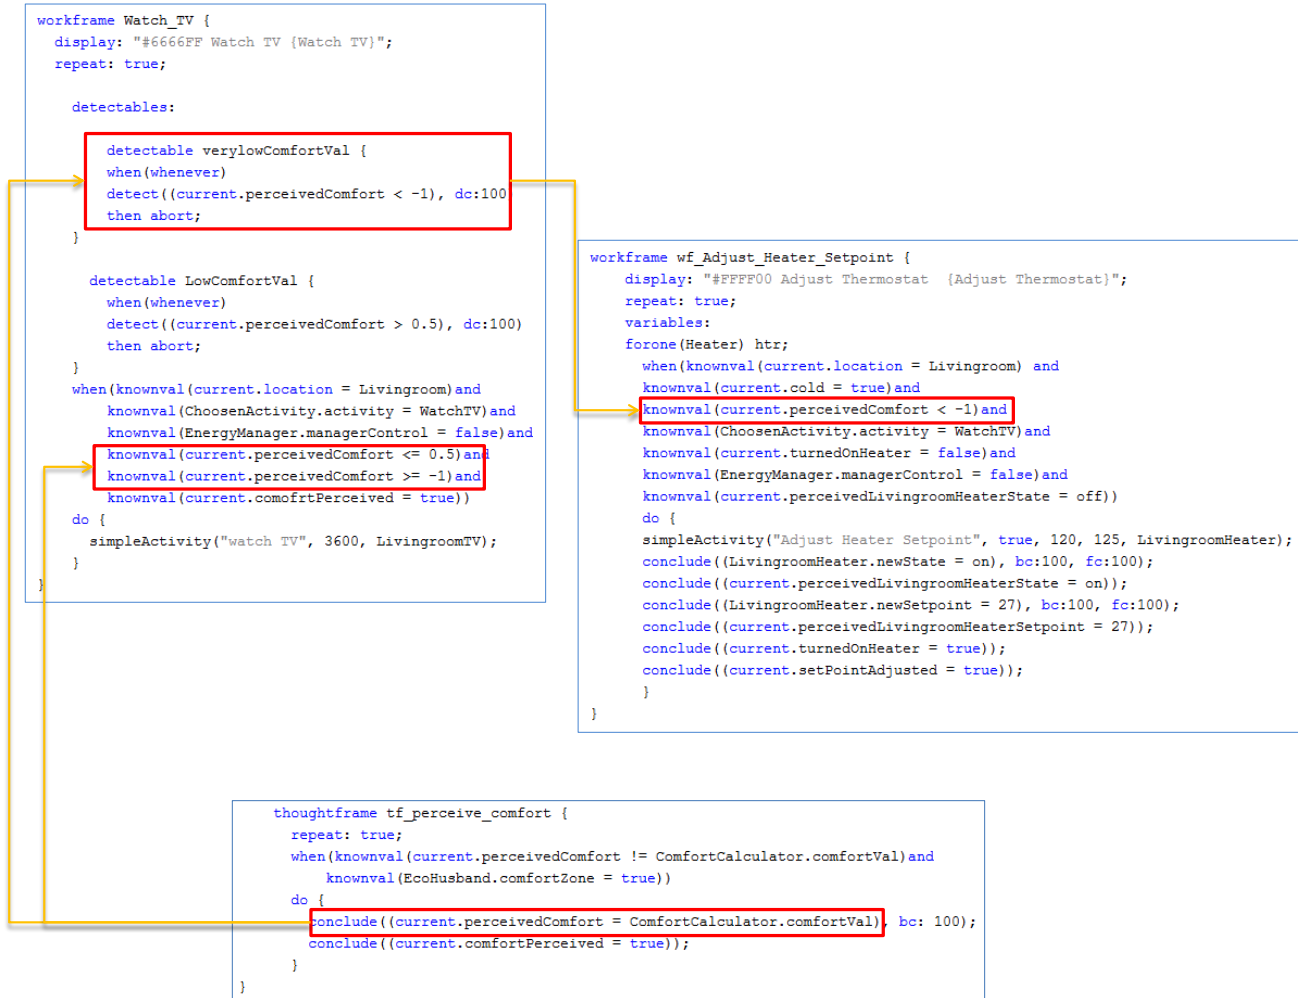 workframe Watch_TV {
display: "#6666FF Watch TV {Watch TV}";
repeat: true;
detectables:
detectable verylowComfortVal {
when(whenever)
detect((current.perceivedComfort < -1), dc:100
then abort;
}
detectable LowComfortVal {
when(whenever)
detect((current.perceivedComfort > 0.5), dc:100)
then abort;
}
when(knownval(current.location = Livingroom)and
knownval(ChoosenActivity.activity = WatchTV)and
knownval(EnergyManager.managerControl = false)and
knownval(current.perceivedComfort <= 0.5)and
knownval(current.perceivedComfort >= -1)and
knownval(current.comofrtPerceived = true))
do {
simpleActivity("watch TV", 3600, LivingroomTV);
}
}
workframe wf_Adjust_Heater_Setpoint {
display: "#FFFF00 Adjust Thermostat  {Adjust Thermostat}";
repeat: true;
variables:
forone(Heater) htr;
when(knownval(current.location = Livingroom) and
knownval(current.cold = true)and
knownval(current.perceivedComfort < -1)and
knownval(ChoosenActivity.activity = WatchTV)and
knownval(current.turnedOnHeater = false)and
knownval(EnergyManager.managerControl = false)and
knownval(current.perceivedLivingroomHeaterState = off))
do {
simpleActivity("Adjust Heater Setpoint", true, 120, 125, LivingroomHeater);
conclude((LivingroomHeater.newState = on), bc:100, fc:100);
conclude((current.perceivedLivingroomHeaterState = on));
conclude((LivingroomHeater.newSetpoint = 27), bc:100, fc:100);
conclude((current.perceivedLivingroomHeaterSetpoint = 27));
conclude((current.turnedOnHeater = true));
conclude((current.setPointAdjusted = true));
}
}
thoughtframe tf_perceive_comfort {
repeat: true;
when(knownval(current.perceivedComfort != ComfortCalculator.comfortVal)and
knownval(EcoHusband.comfortZone = true))
do {
conclude((current.perceivedComfort = ComfortCalculator.comfortVal), bc: 100);
conclude((current.comfortPerceived = true));
}
}